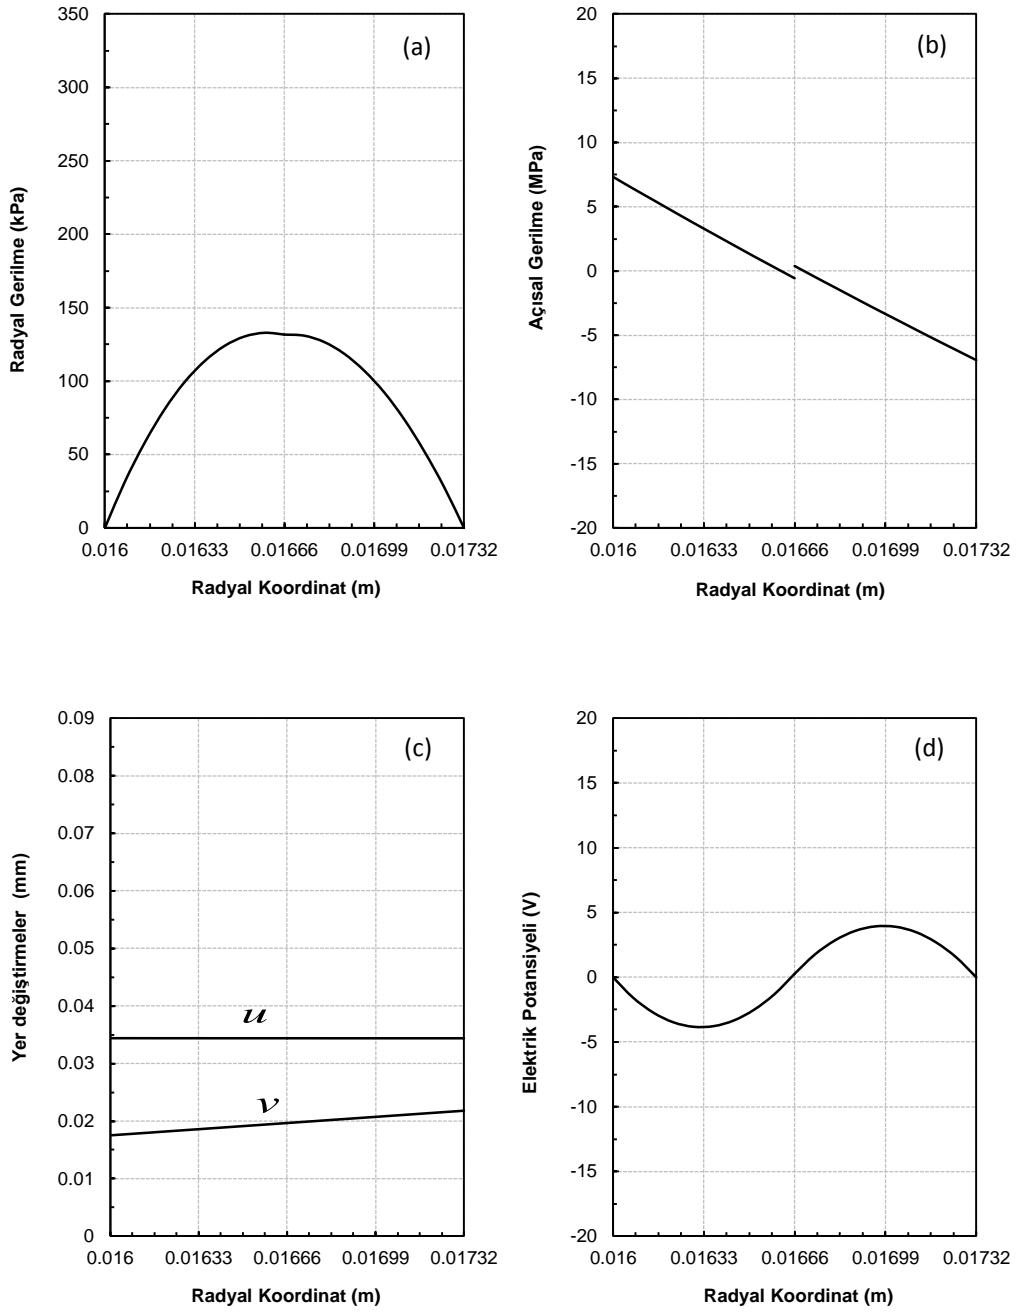 350
300
250
200
150
100
50
0
Radyal Gerilme (kPa)
(a)
0.016 0.01633 0.01666 0.01699 0.01732
Radyal Koordinat (m)
20
15
10
5
0
-5
-10
-15
-20
Açısal Gerilme (MPa)
(b)
0.016 0.01633 0.01666 0.01699 0.01732
Radyal Koordinat (m)
0.09
0.08
0.07
0.06
0.05
0.04
0.03
0.02
0.01
0
Yer değiştirmeler (mm)
(c)
u
v
0.016 0.01633 0.01666 0.01699 0.01732
Radyal Koordinat (m)
20
15
10
5
0
-5
-10
-15
-20
Elektrik Potansiyeli (V)
(d)
0.016 0.01633 0.01666 0.01699 0.01732
Radyal Koordinat (m)